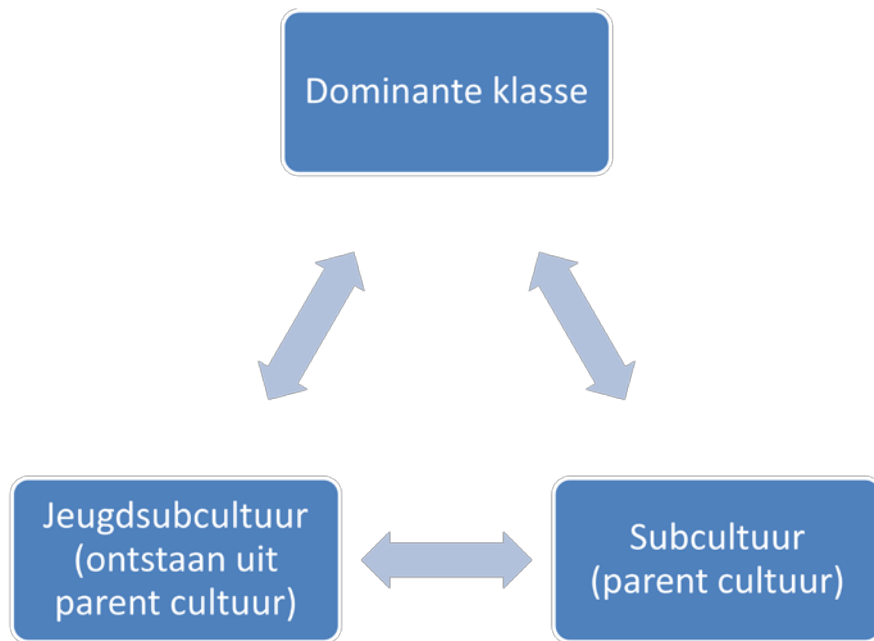 Dominante klasse
Jeugdsubcultuur
(ontstaan uit
parent cultuur)
Subcultuur
(parent cultuur)